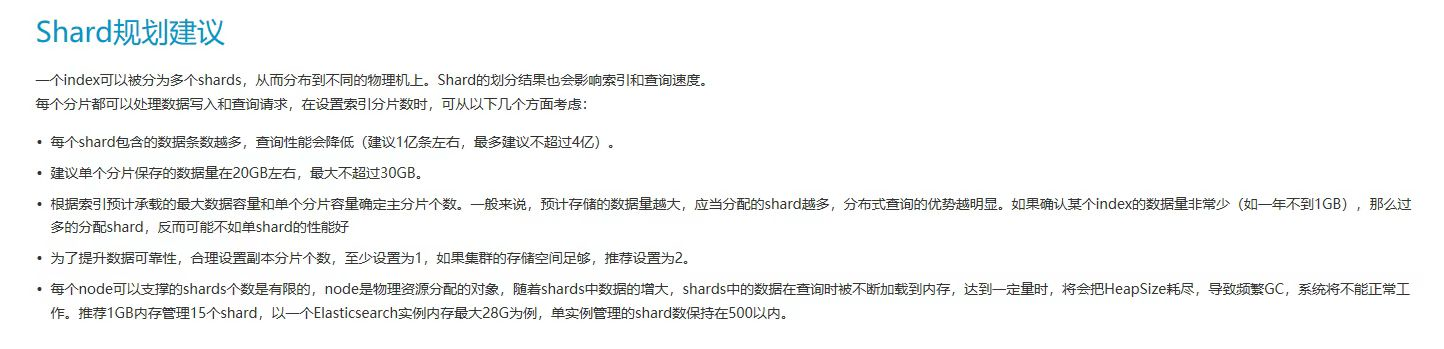 Shard规划建议
一个index可以被分为多个shards，从而分布到不同的物理机上。Shard的划分结果也会影响索引和查询速度。
每个分片都可以处理数据写入和查询请求，在设置索引分片数时，可从以下几个方面考虑：
• 每个shard包含的数据条数越多，查询性能会降低（建议1亿条左右，最多建议不超过4亿）。
• 建议单个分片保存的数据量在20GB左右，最大不超过30GB。
• 根据索引预计承载的最大数据容量和单个分片容量确定主分片个数。一般来说，预计存储的数据量越大，应当分配的shard越多，分布式查询的优势越明显。如果确认某个index的数据量非常少（如一年不到1GB），那么过
多的分配shard，反而可能不如单shard的性能好
• 为了提升数据可靠性，合理设置副本分片个数，至少设置为1，如果集群的存储空间足够，推荐设置为2。
• 每个node可以支撑的shards个数是有限的，node是物理资源分配的对象，随着shards中数据的增大，shards中的数据在查询时被不断加载到内存，达到一定量时，将会把HeapSize耗尽，导致频繁GC，系统将不能正常工
作。推荐1GB内存管理15个shard，以一个Elasticsearch实例内存最大28G为例，单实例管理的shard数保持在500以内。